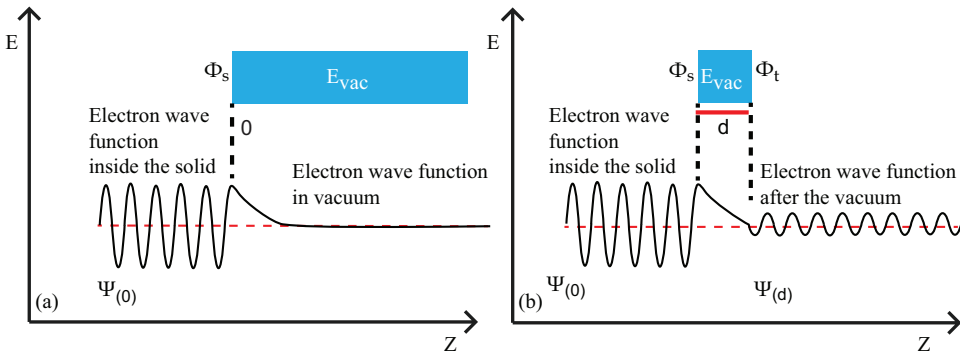 E
Φs
Evac
0
Electron wave
function
inside the solid
Electron wave function
in vacuum
Ψ(0)
(a)
Z
E
Φs
Evac
Φt
d
Electron wave
function
inside the solid
Electron wave function
after the vacuum
Ψ(0)
Ψ(d)
(b)
Z